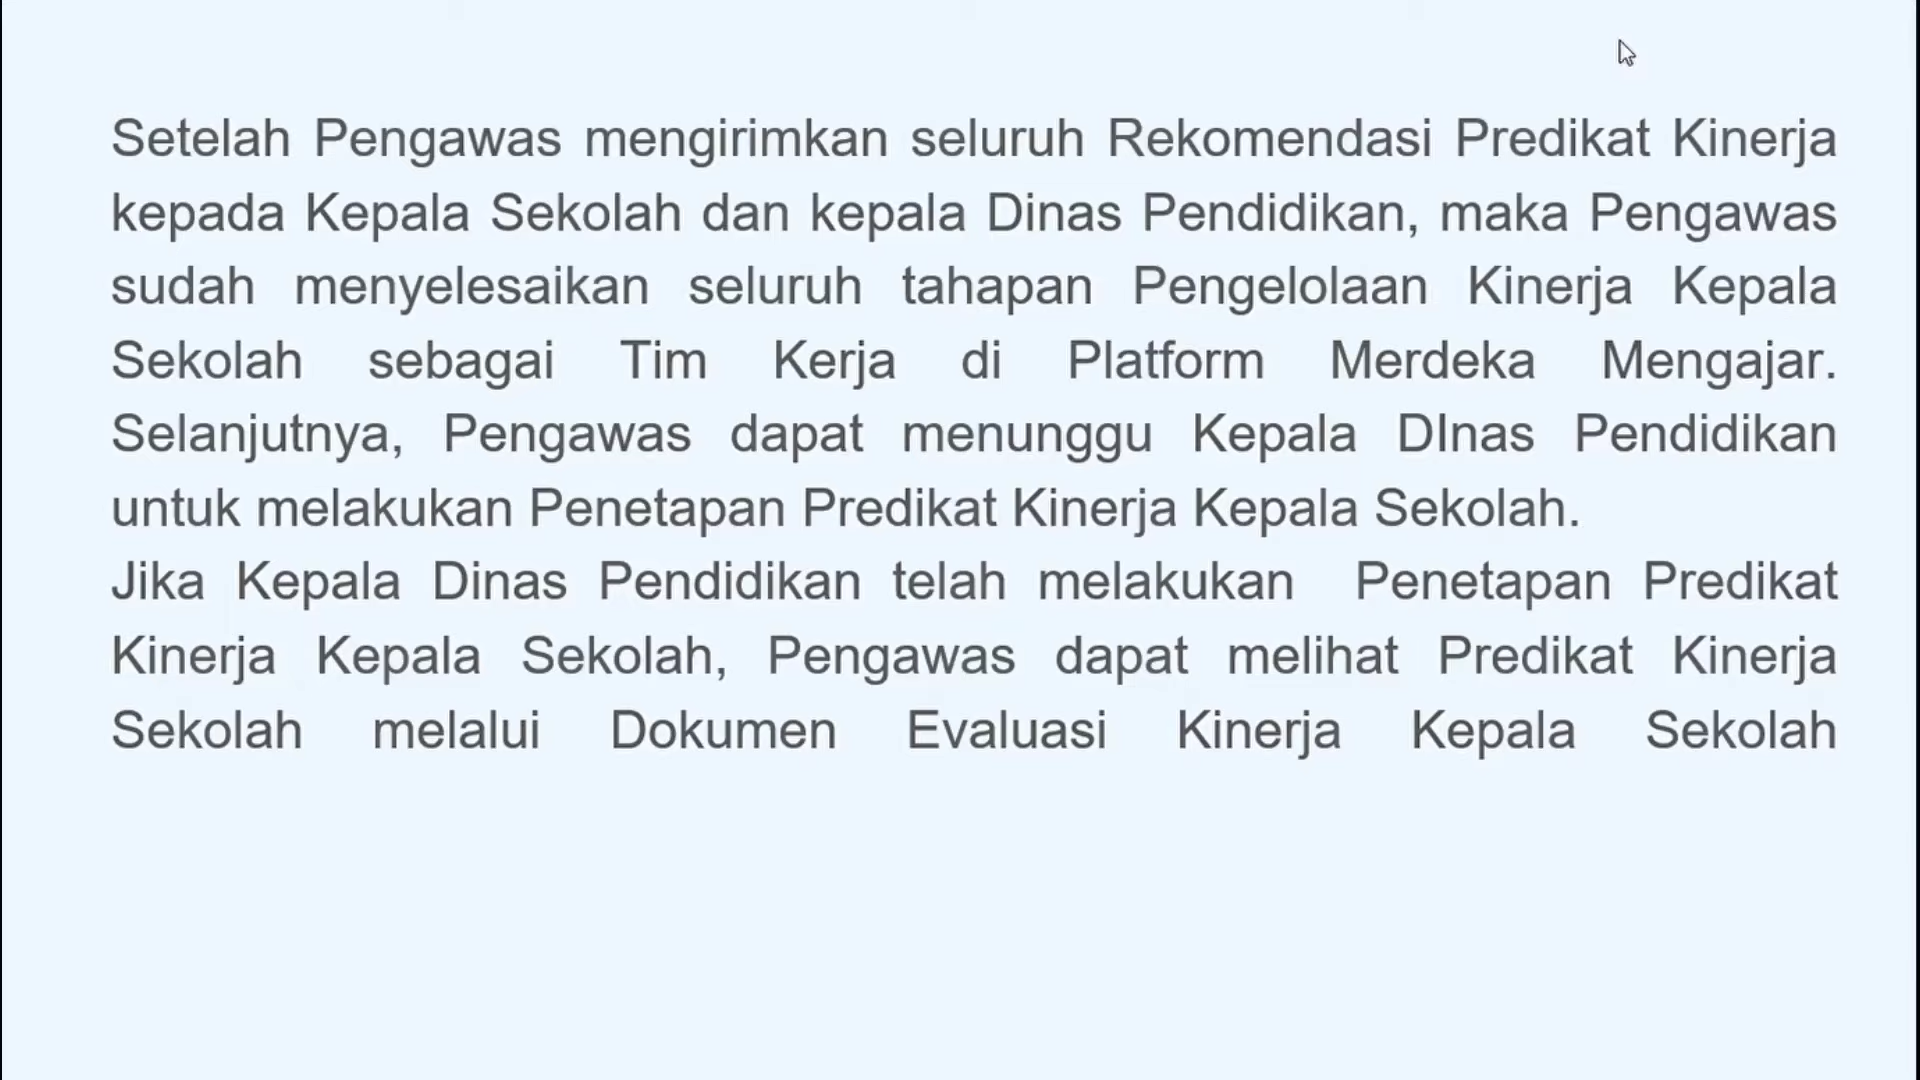 Setelah Pengawas mengirimkan seluruh Rekomendasi Predikat Kinerja
kepada Kepala Sekolah dan kepala Dinas Pendidikan, maka Pengawas
sudah menyelesaikan seluruh tahapan Pengelolaan Kinerja Kepala
Sekolah sebagai Tim Kerja di Platform Merdeka Mengajar.
Selanjutnya, Pengawas dapat menunggu Kepala DInas Pendidikan
untuk melakukan Penetapan Predikat Kinerja Kepala Sekolah.
Jika Kepala Dinas Pendidikan telah melakukan  Penetapan Predikat
Kinerja Kepala Sekolah, Pengawas dapat melihat Predikat Kinerja
Sekolah melalui Dokumen Evaluasi Kinerja Kepala Sekolah